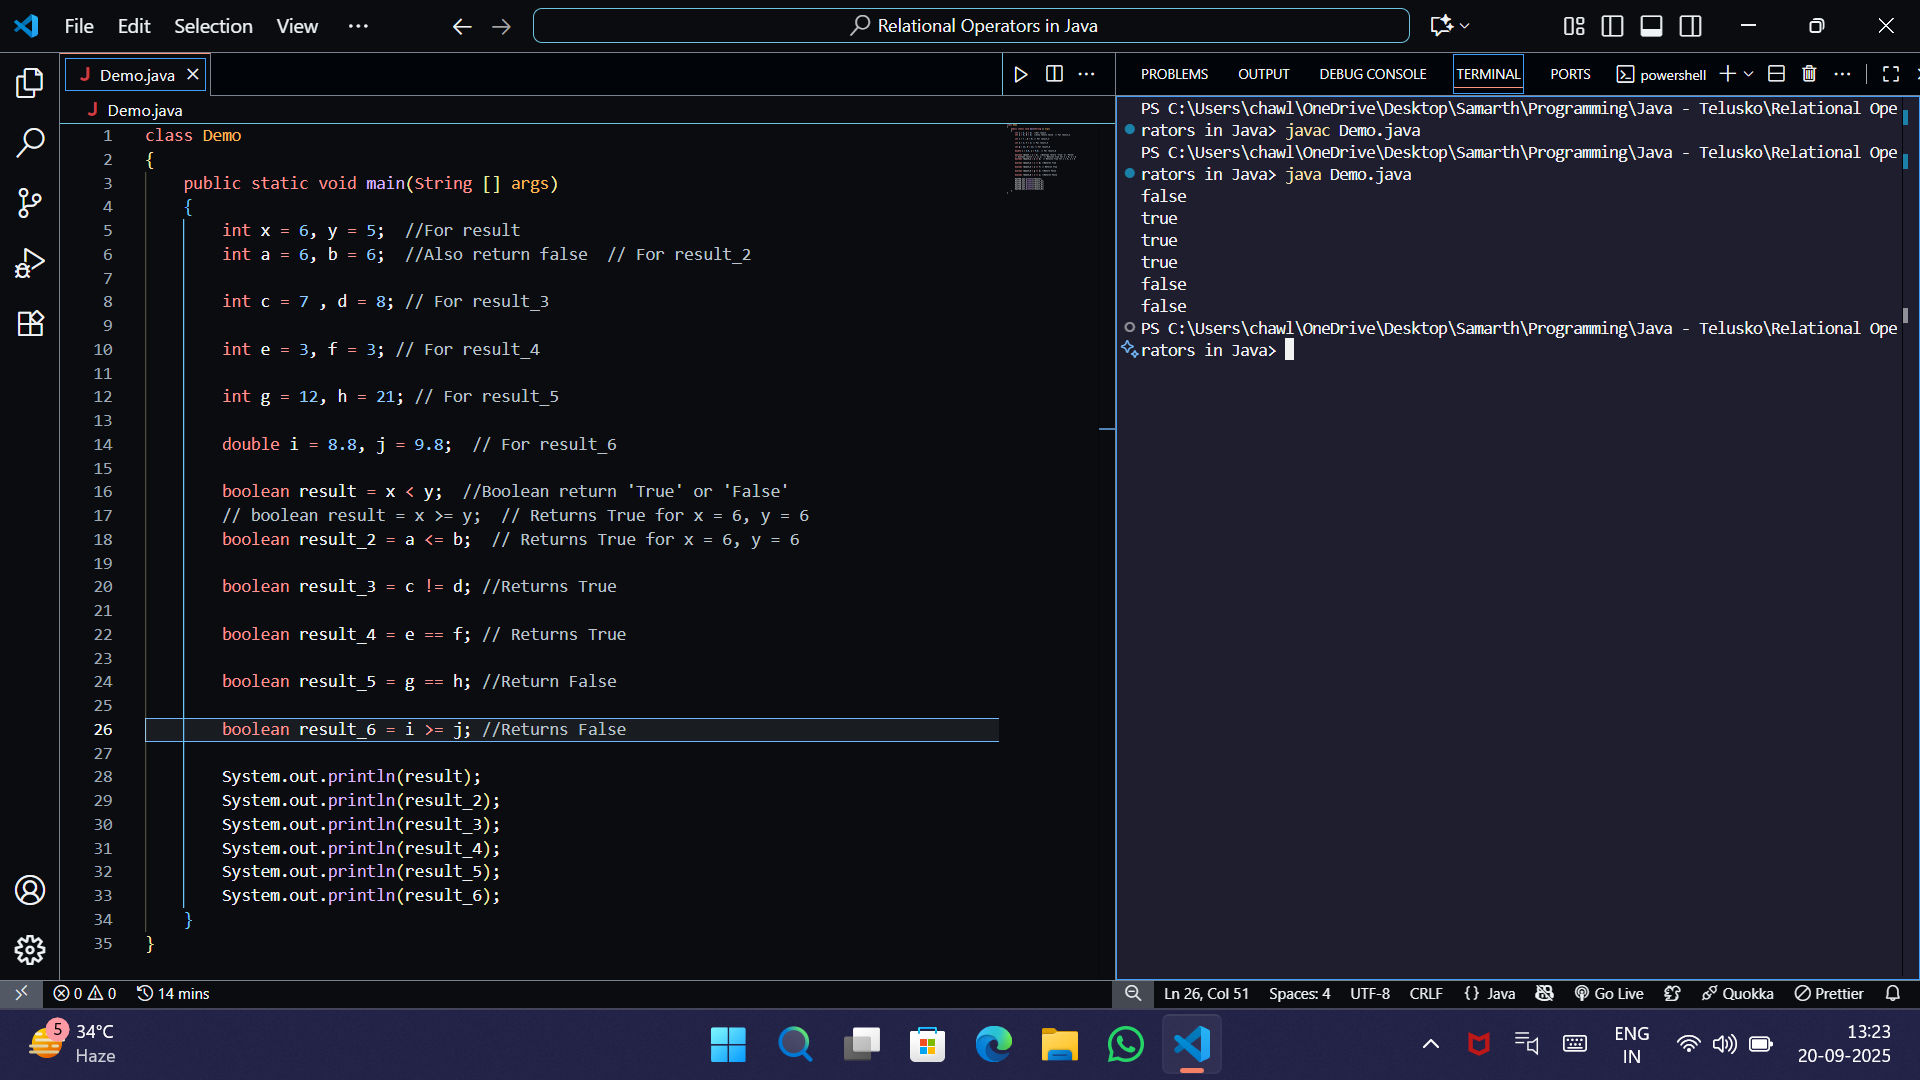 File Edit Selection View ··· Relational Operators in Java
J Demo.java
PROBLEMS OUTPUT DEBUG CONSOLE TERMINAL PORTS powershell
J Demo.java
1 class Demo
2 {
3 public static void main(String [] args)
4 {
5 int x = 6, y = 5; //For result
6 int a = 6, b = 6; //Also return false // For result_2
7
8 int c = 7 , d = 8; // For result_3
9
10 int e = 3, f = 3; // For result_4
11
12 int g = 12, h = 21; // For result_5
13
14 double i = 8.8, j = 9.8; // For result_6
15
16 boolean result = x < y; //Boolean return 'True' or 'False'
17 // boolean result = x >= y; // Returns True for x = 6, y = 6
18 boolean result_2 = a <= b; // Returns True for x = 6, y = 6
19
20 boolean result_3 = c != d; //Returns True
21
22 boolean result_4 = e == f; // Returns True
23
24 boolean result_5 = g == h; //Return False
25
26 boolean result_6 = i >= j; //Returns False
27
28 System.out.println(result);
29 System.out.println(result_2);
30 System.out.println(result_3);
31 System.out.println(result_4);
32 System.out.println(result_5);
33 System.out.println(result_6);
34 }
35 }
PS C:\Users\chawl\OneDrive\Desktop\Samarth\Programming\Java - Telusko\Relational Ope
rators in Java> javac Demo.java
PS C:\Users\chawl\OneDrive\Desktop\Samarth\Programming\Java - Telusko\Relational Ope
rators in Java> java Demo.java
false
true
true
true
false
false
PS C:\Users\chawl\OneDrive\Desktop\Samarth\Programming\Java - Telusko\Relational Ope
rators in Java>
0 0 14 mins Ln 26, Col 51 Spaces: 4 UTF-8 CRLF {} Java Go Live Quokka Prettier
5 34°C
Haze
ENG
IN
13:23
20-09-2025